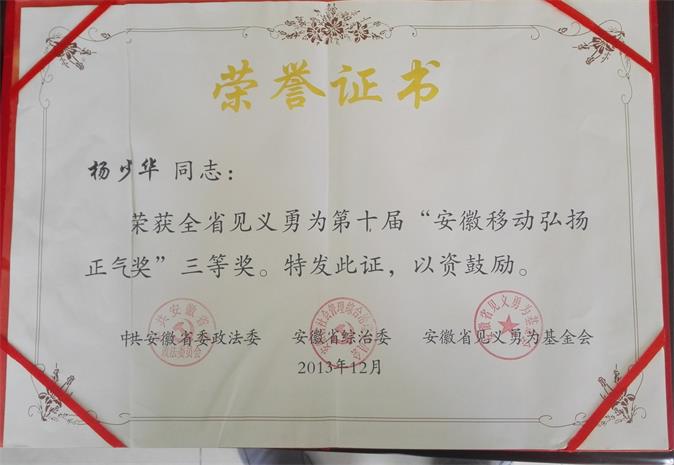 荣誉证书
杨少华 同志：
荣获全省见义勇为第十届“安徽移动弘扬
正气奖”三等奖。特发此证，以资鼓励。
中共安徽省委政法委 安徽省综治委 安徽省见义勇为基金会
2013年12月